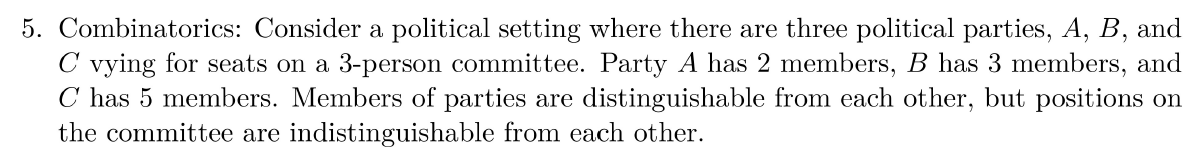 5. Combinatorics: Consider a political setting where there are three political parties, A, B, and
C vying for seats on a 3-person committee. Party A has 2 members, B has 3 members, and
C has 5 members. Members of parties are distinguishable from each other, but positions on
the committee are indistinguishable from each other.